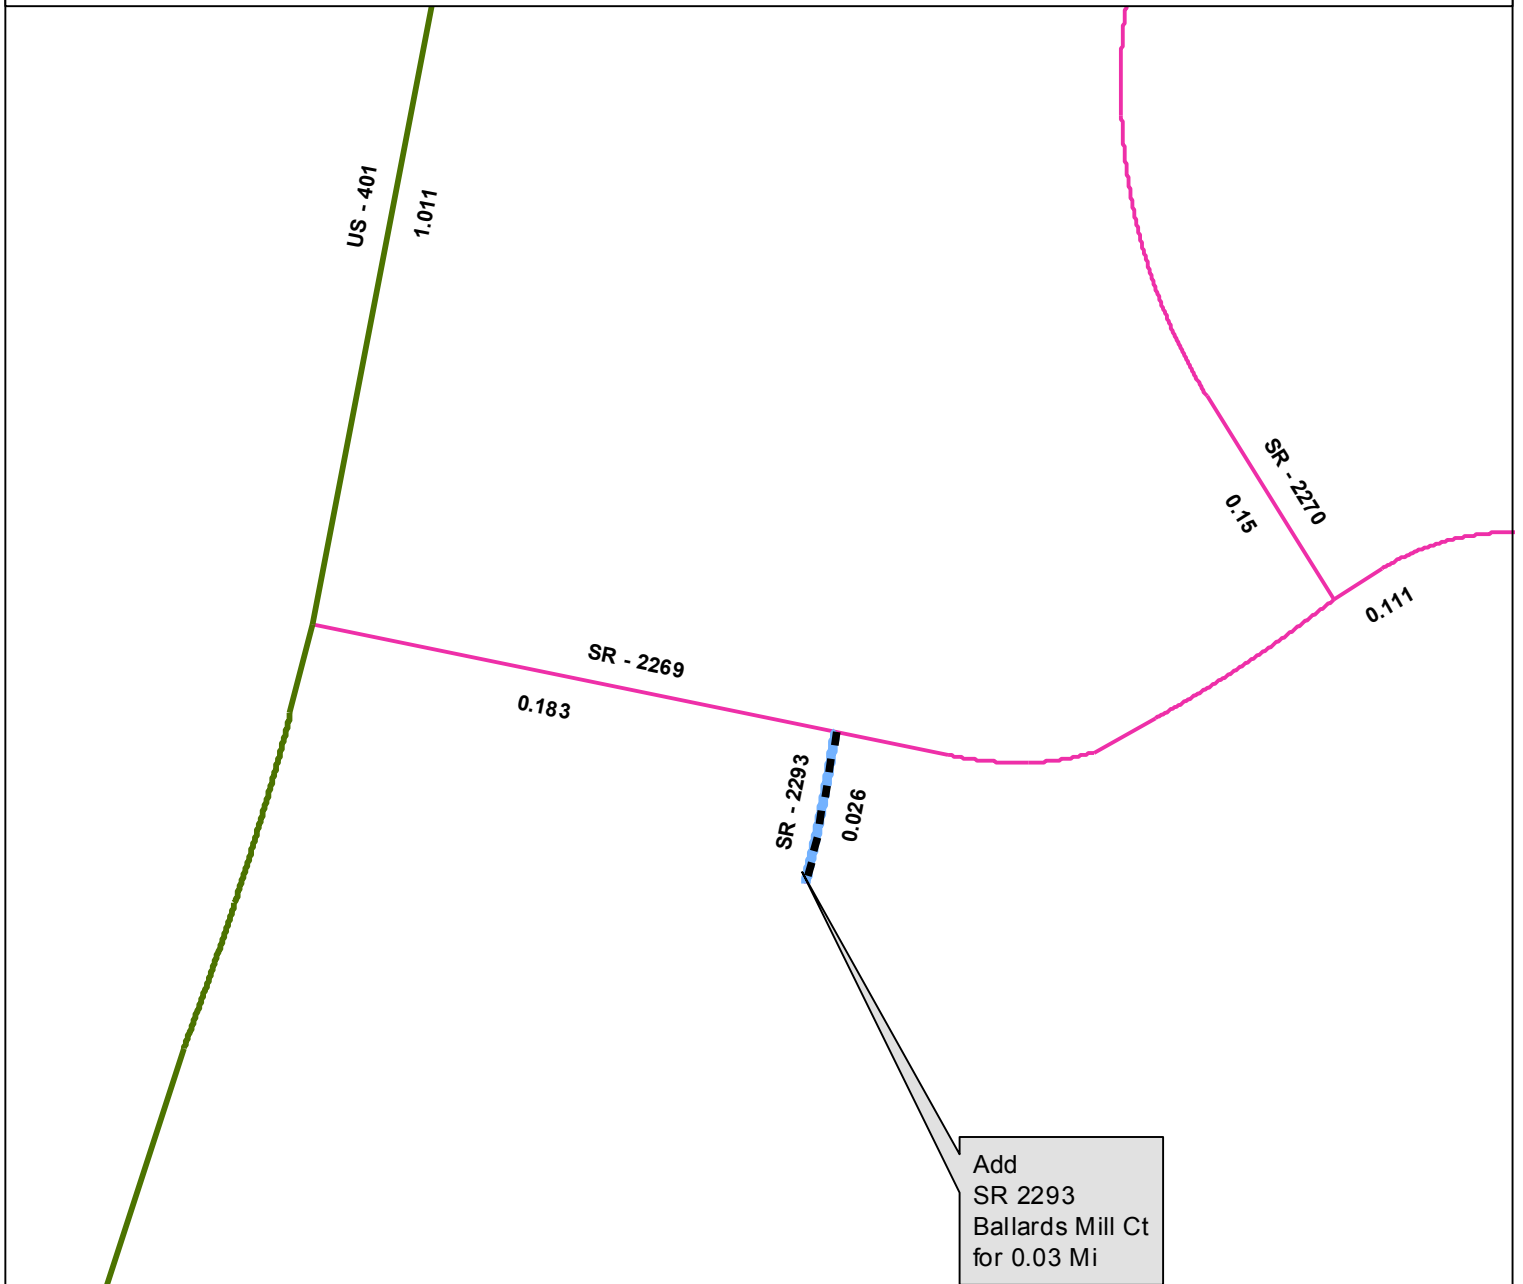 US - 401
1.011
SR - 2270
0.15
0.111
SR - 2269
0.183
SR - 2293
0.026
Add
SR 2293
Ballards Mill Ct
for 0.03 Mi